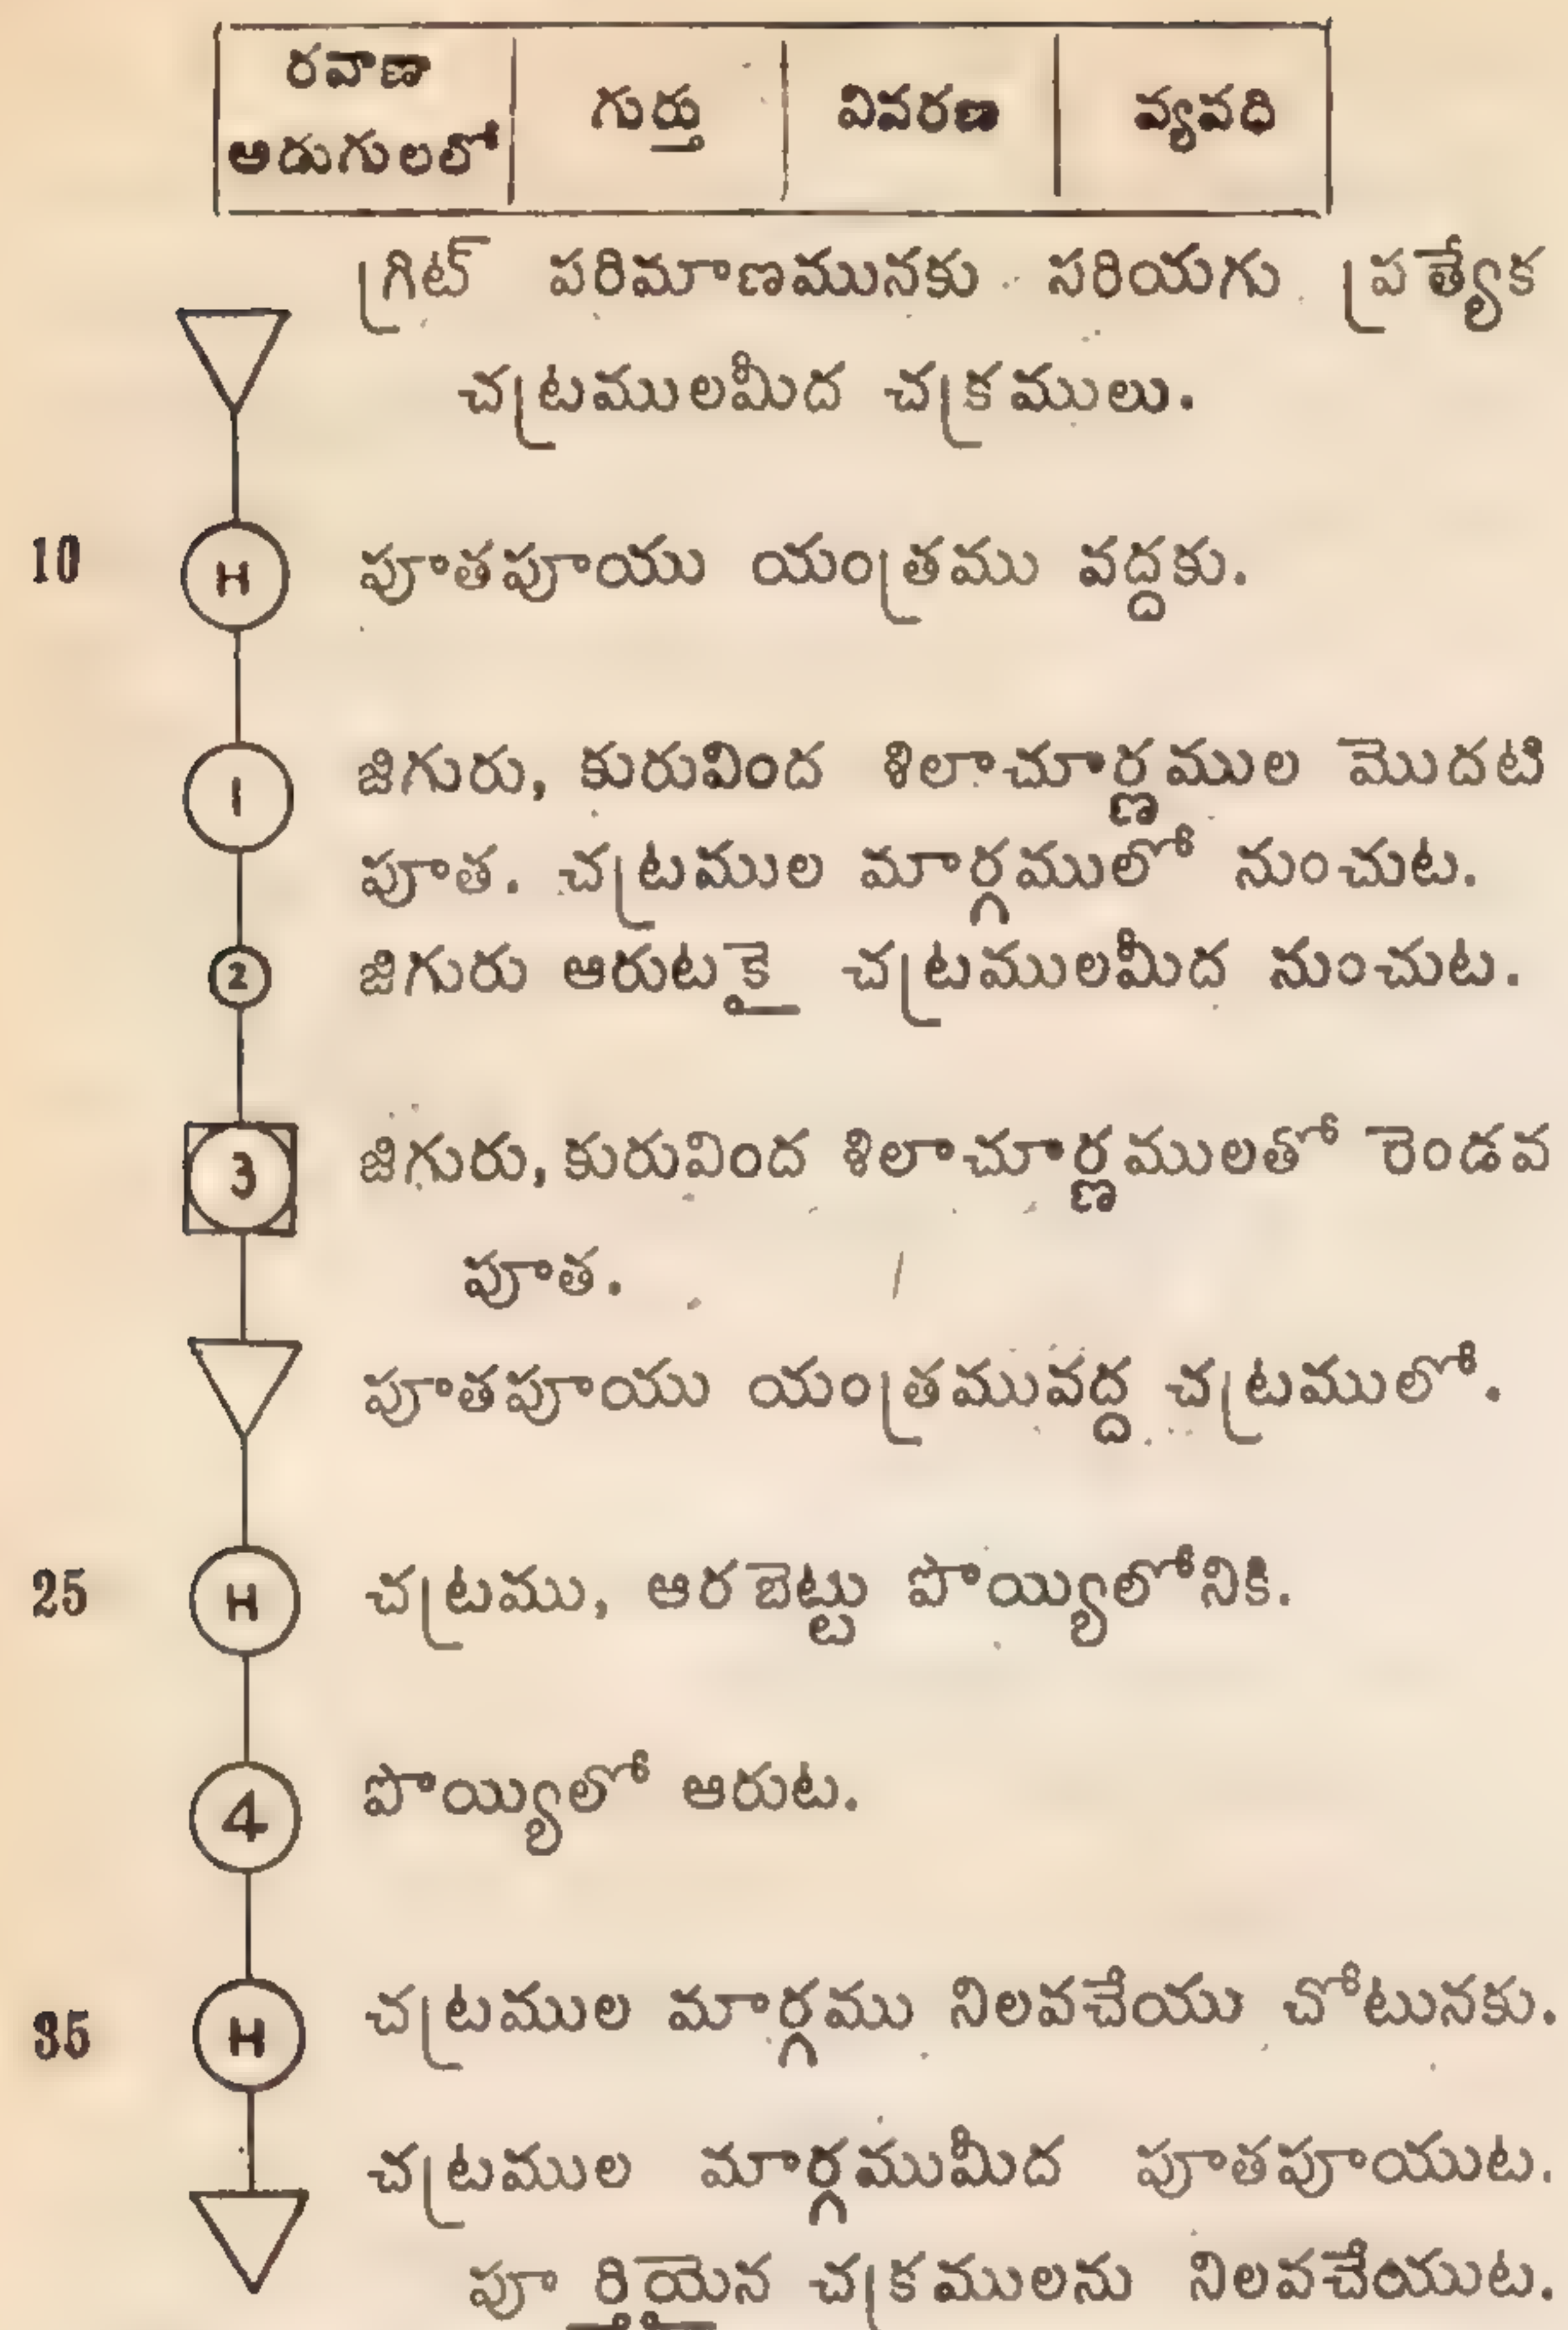 రవాణా అడుగులలో | గుర్తు | వివరణ | వ్యవధి
గ్రిట్ పరిమాణమునకు సరియగు ప్రత్యేక
చట్రములమీద చక్రములు.
10 H పూతపూయు యంత్రము వద్దకు.
1 జిగురు, కురువింద శిలాచూర్ణముల మొదటి
పూత. చట్రముల మార్గములో నుంచుట.
2 జిగురు ఆరుటకై చట్రములమీద నుంచుట.
3 జిగురు, కురువింద శిలాచూర్ణములతో రెండవ
పూత.
పూతపూయు యంత్రమువద్ద చట్రములో.
25 H చట్రము, ఆరబెట్టు పొయ్యిలోనికి.
4 పొయ్యిలో ఆరుట.
35 H చట్రముల మార్గము నిలవచేయు చోటునకు.
చట్రముల మార్గముమీద పూతపూయుట.
పూర్తియైన చక్రములను నిలవచేయుట.